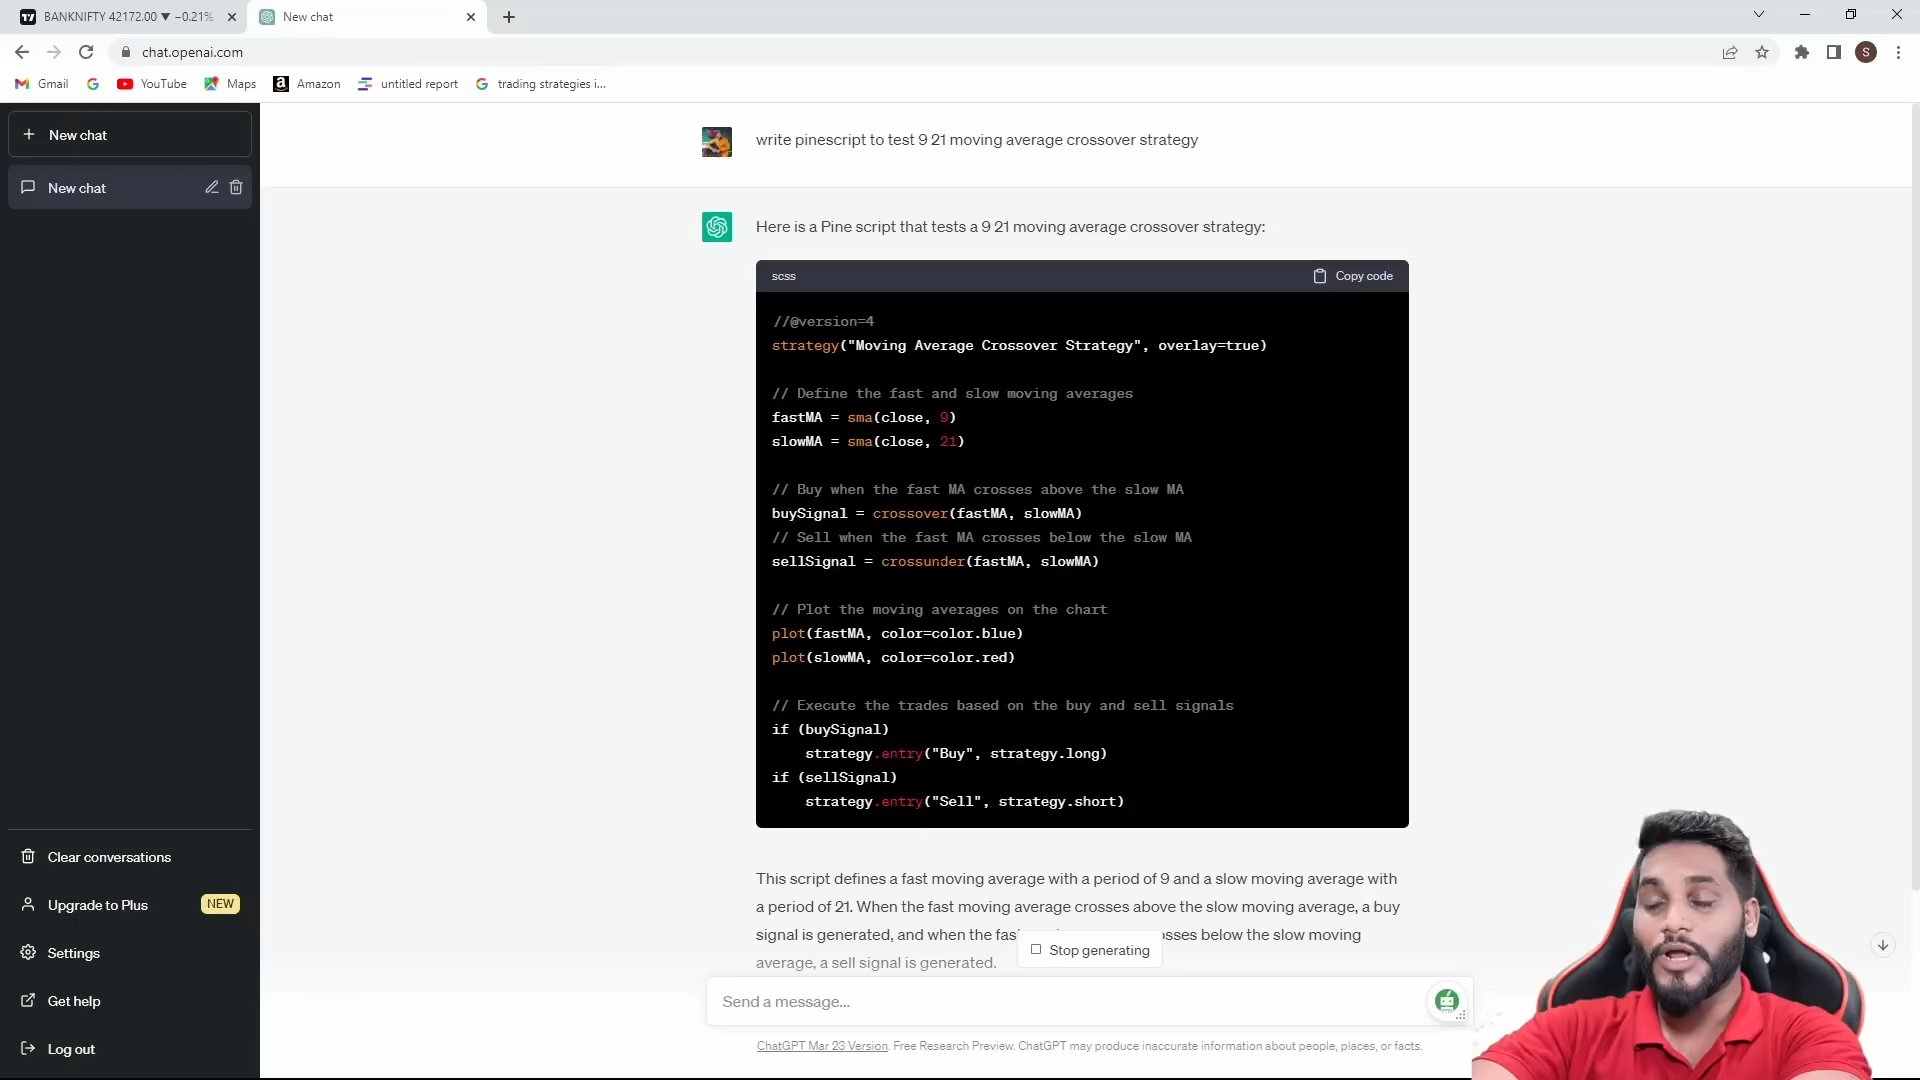 BANKNIFTY 42172.00 ▼ −0.21%
New chat
chat.openai.com
S
Gmail
YouTube
Maps
Amazon
untitled report
trading strategies i...
New chat
New chat
write pinescript to test 9 21 moving average crossover strategy
Here is a Pine script that tests a 9 21 moving average crossover strategy:
scss
Copy code
//@version=4
strategy("Moving Average Crossover Strategy", overlay=true)
// Define the fast and slow moving averages
fastMA = sma(close, 9)
slowMA = sma(close, 21)
// Buy when the fast MA crosses above the slow MA
buySignal = crossover(fastMA, slowMA)
// Sell when the fast MA crosses below the slow MA
sellSignal = crossunder(fastMA, slowMA)
// Plot the moving averages on the chart
plot(fastMA, color=color.blue)
plot(slowMA, color=color.red)
// Execute the trades based on the buy and sell signals
if (buySignal)
strategy.entry("Buy", strategy.long)
if (sellSignal)
strategy.entry("Sell", strategy.short)
This script defines a fast moving average with a period of 9 and a slow moving average with
a period of 21. When the fast moving average crosses above the slow moving average, a buy
signal is generated, and when the fas
osses below the slow moving
average, a sell signal is generated.
Stop generating
Send a message...
ChatGPT Mar 23 Version. Free Research Preview. ChatGPT may produce inaccurate information about people, places, or facts.
Clear conversations
Upgrade to Plus
NEW
Settings
Get help
Log out